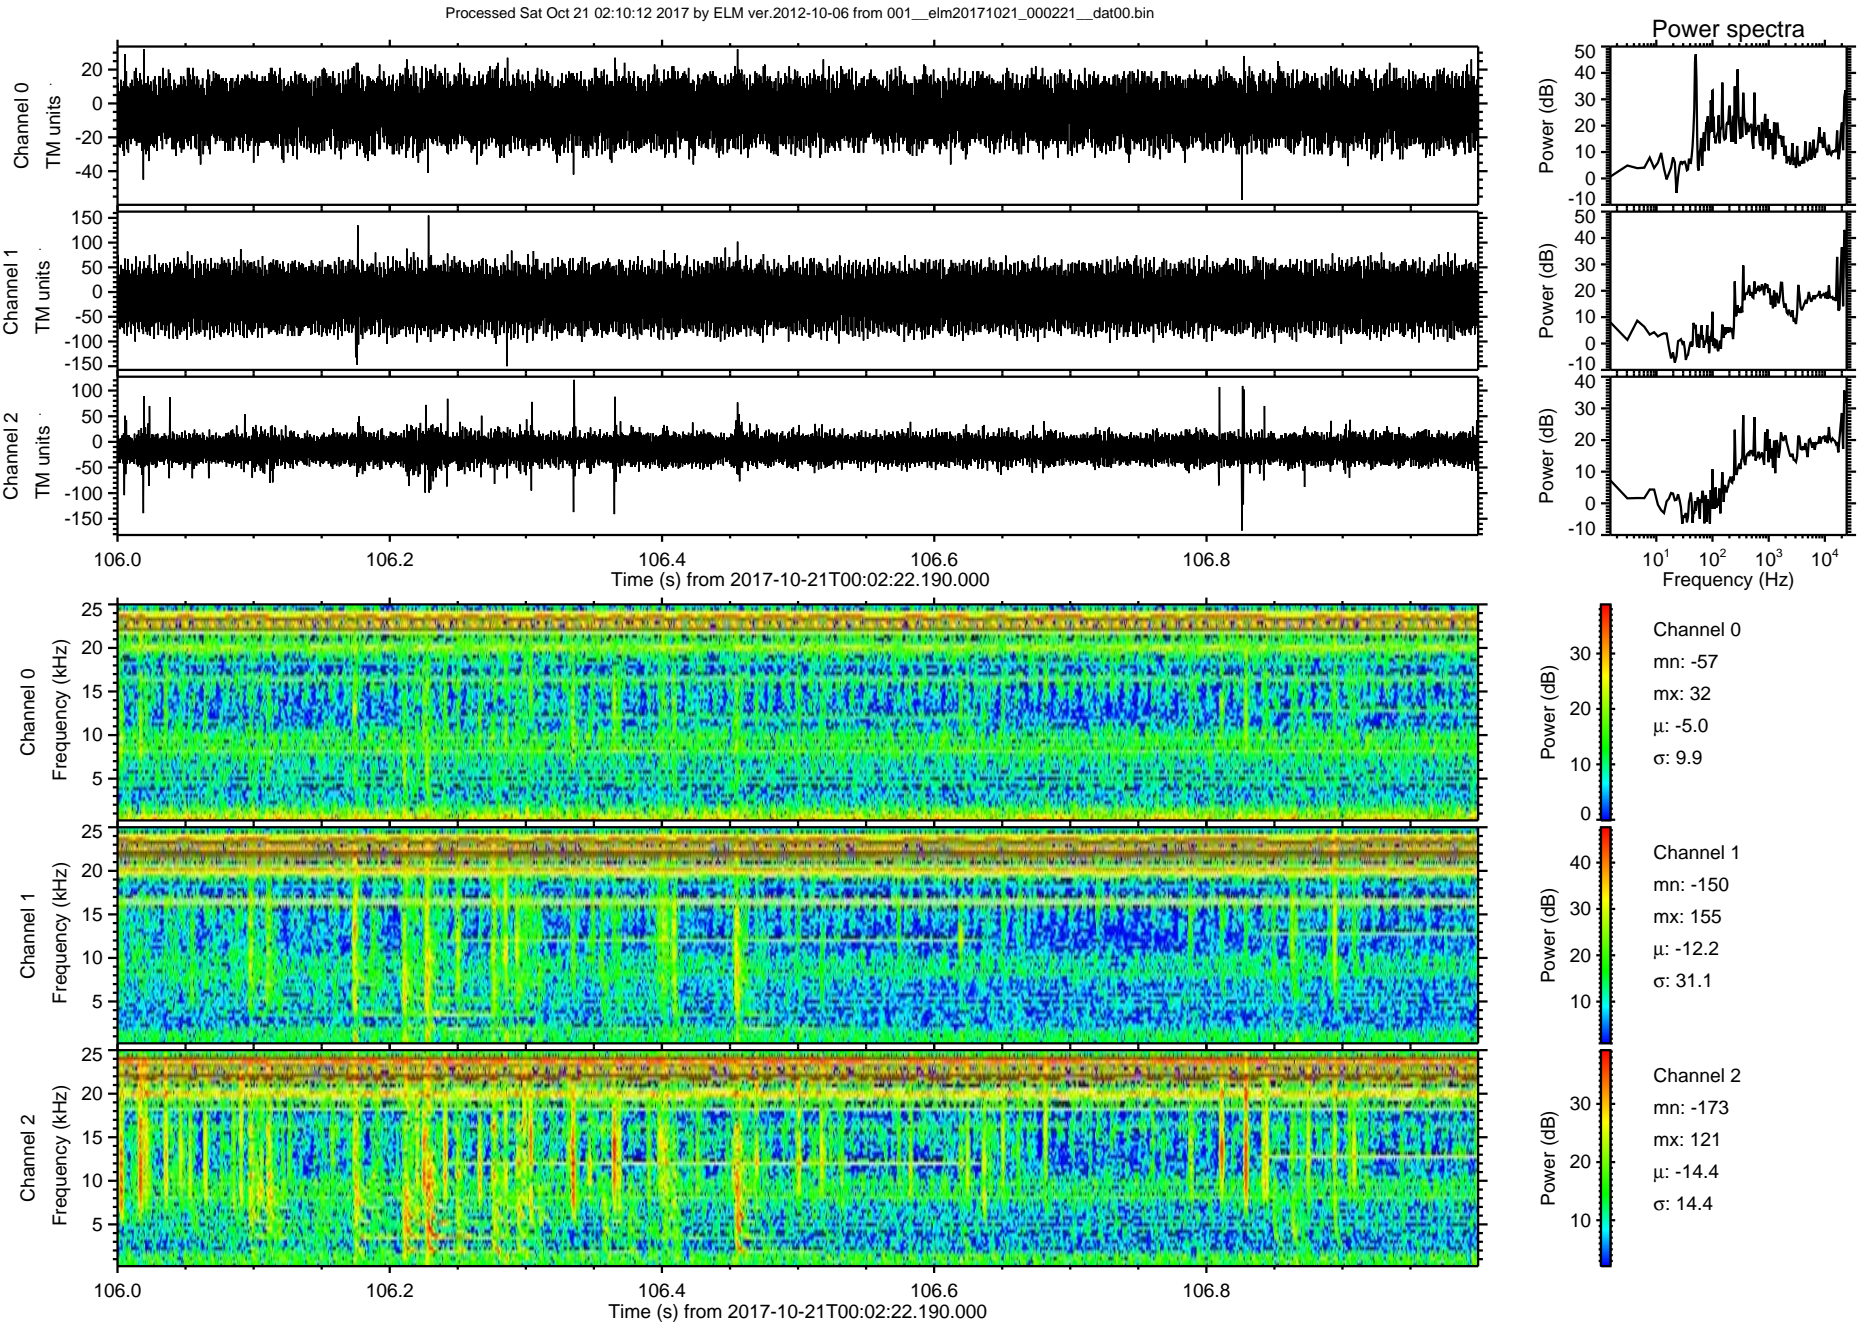 Processed Sat Oct 21 02:10:12 2017 by ELM ver.2012-10-06 from 001__elm20171021_000221__dat00.bin
Power spectra
Channel 0
TM units
20
0
-20
-40
Power (dB)
50
40
30
20
10
0
-10
Channel 1
TM units
150
100
50
0
-50
-100
-150
Power (dB)
50
40
30
20
10
0
-10
Channel 2
TM units
100
50
0
-50
-100
-150
Power (dB)
40
30
20
10
0
-10
106.0 106.2 106.4 106.6 106.8
Time (s) from 2017-10-21T00:02:22.190.000
10¹ 10² 10³ 10⁴
Frequency (Hz)
Channel 0
Frequency (kHz)
25
20
15
10
5
Power (dB)
30
20
10
0
Channel 0
mn: -57
mx: 32
μ: -5.0
σ: 9.9
Channel 1
Frequency (kHz)
25
20
15
10
5
Power (dB)
40
30
20
10
Channel 1
mn: -150
mx: 155
μ: -12.2
σ: 31.1
Channel 2
Frequency (kHz)
25
20
15
10
5
Power (dB)
30
20
10
Channel 2
mn: -173
mx: 121
μ: -14.4
σ: 14.4
106.0 106.2 106.4 106.6 106.8
Time (s) from 2017-10-21T00:02:22.190.000